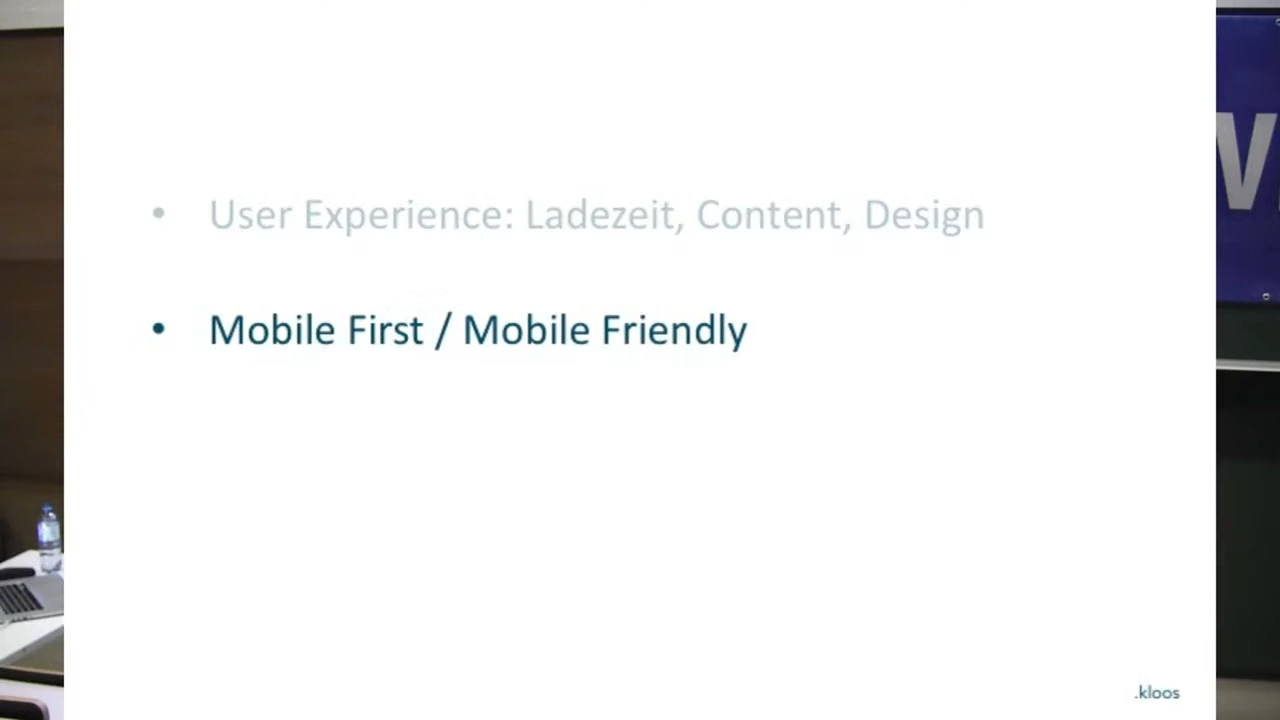 • User Experience: Ladezeit, Content, Design
• Mobile First / Mobile Friendly
.kloos